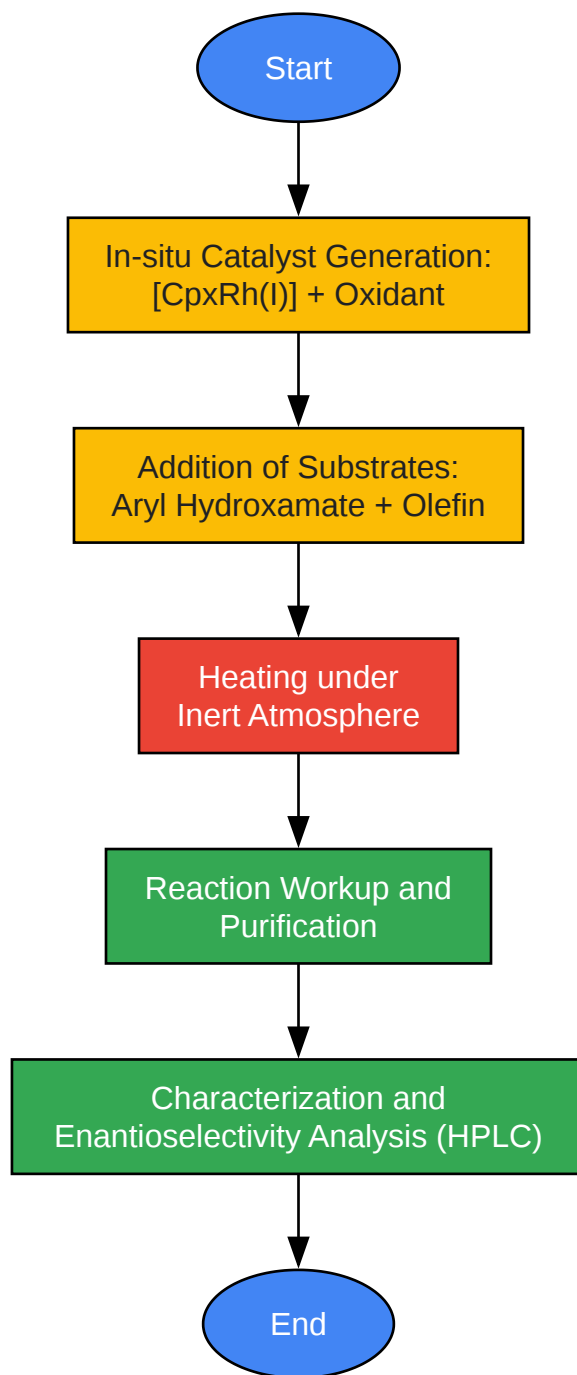 Start
In-situ Catalyst Generation:
[CpxRh(I)] + Oxidant
Addition of Substrates:
Aryl Hydroxamate + Olefin
Heating under
Inert Atmosphere
Reaction Workup and
Purification
Characterization and
Enantioselectivity Analysis (HPLC)
End